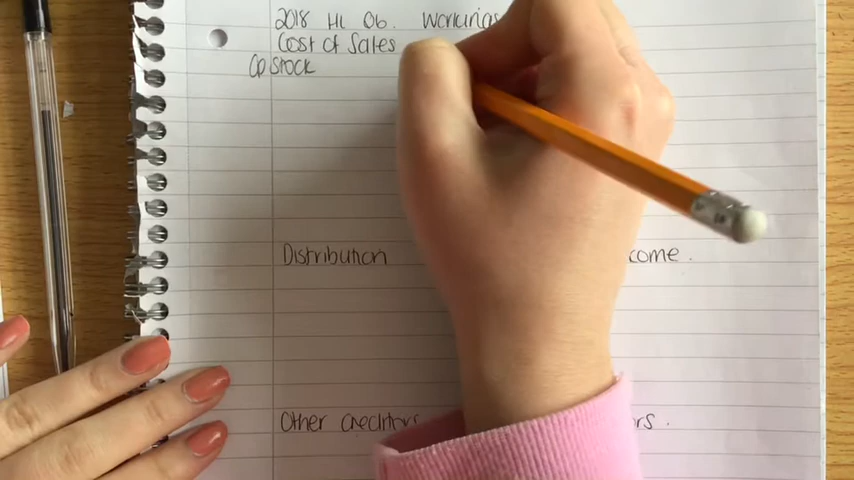 2018 HL Q6. Workings
Cost of Sales
Op Stock
Distribution come.
Other Creditors rs.